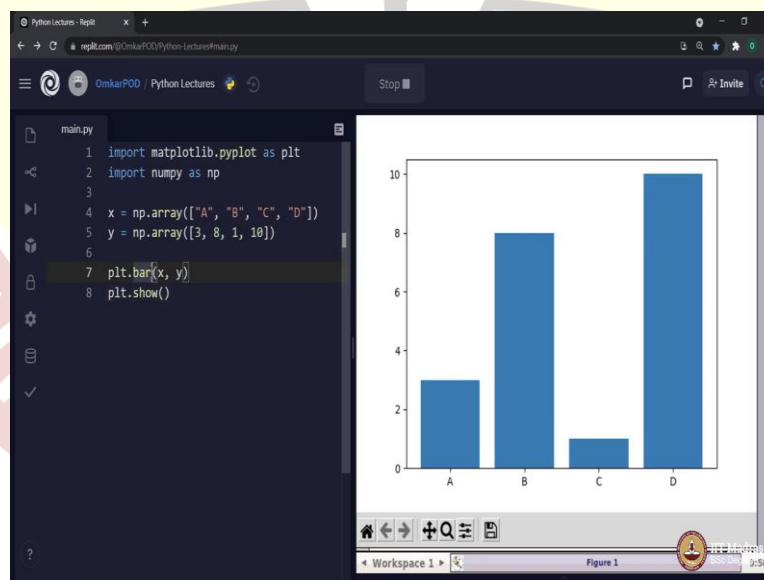 Python Lectures - Replit
replit.com/@OmkarPOD/Python-Lectures#main.py
OmkarPOD / Python Lectures
Stop
Invite
main.py
1 import matplotlib.pyplot as plt
2 import numpy as np
3
4 x = np.array(["A", "B", "C", "D"])
5 y = np.array([3, 8, 1, 10])
6
7 plt.bar(x, y)
8 plt.show()
10
8
6
4
2
0
A B C D
Workspace 1
Figure 1
IIT Madras
BSc Degree
?